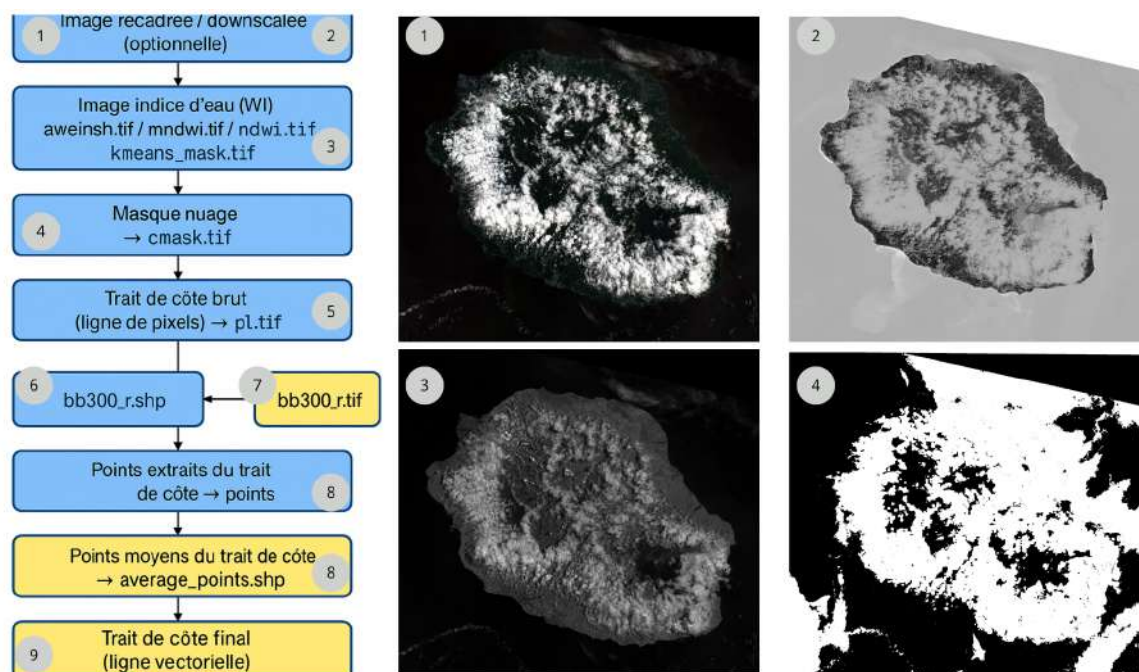 Image recadrée / downscalée
1
2
(optionnelle)
Image indice d'eau (WI)
aweinsh.tif / mndwi.tif / ndwi.tif
kmeans_mask.tif
3
Masque nuage
4
→ cmask.tif
Trait de côte brut
(ligne de pixels) → pl.tif
5
6
bb300_r.shp
7
bb300_r.tif
Points extraits du trait
de côte → points
8
Points moyens du trait de côte
→ average_points.shp
8
Trait de côte final
9
(ligne vectorielle)
1
2
3
4